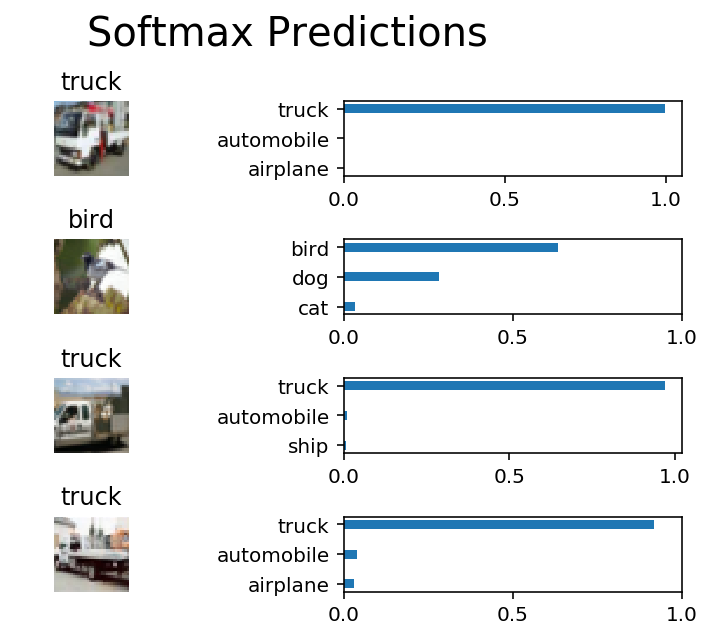 Softmax Predictions
truck
truck
automobile
airplane
0.0 0.5 1.0
bird
bird
dog
cat
0.0 0.5 1.0
truck
truck
automobile
ship
0.0 0.5 1.0
truck
truck
automobile
airplane
0.0 0.5 1.0